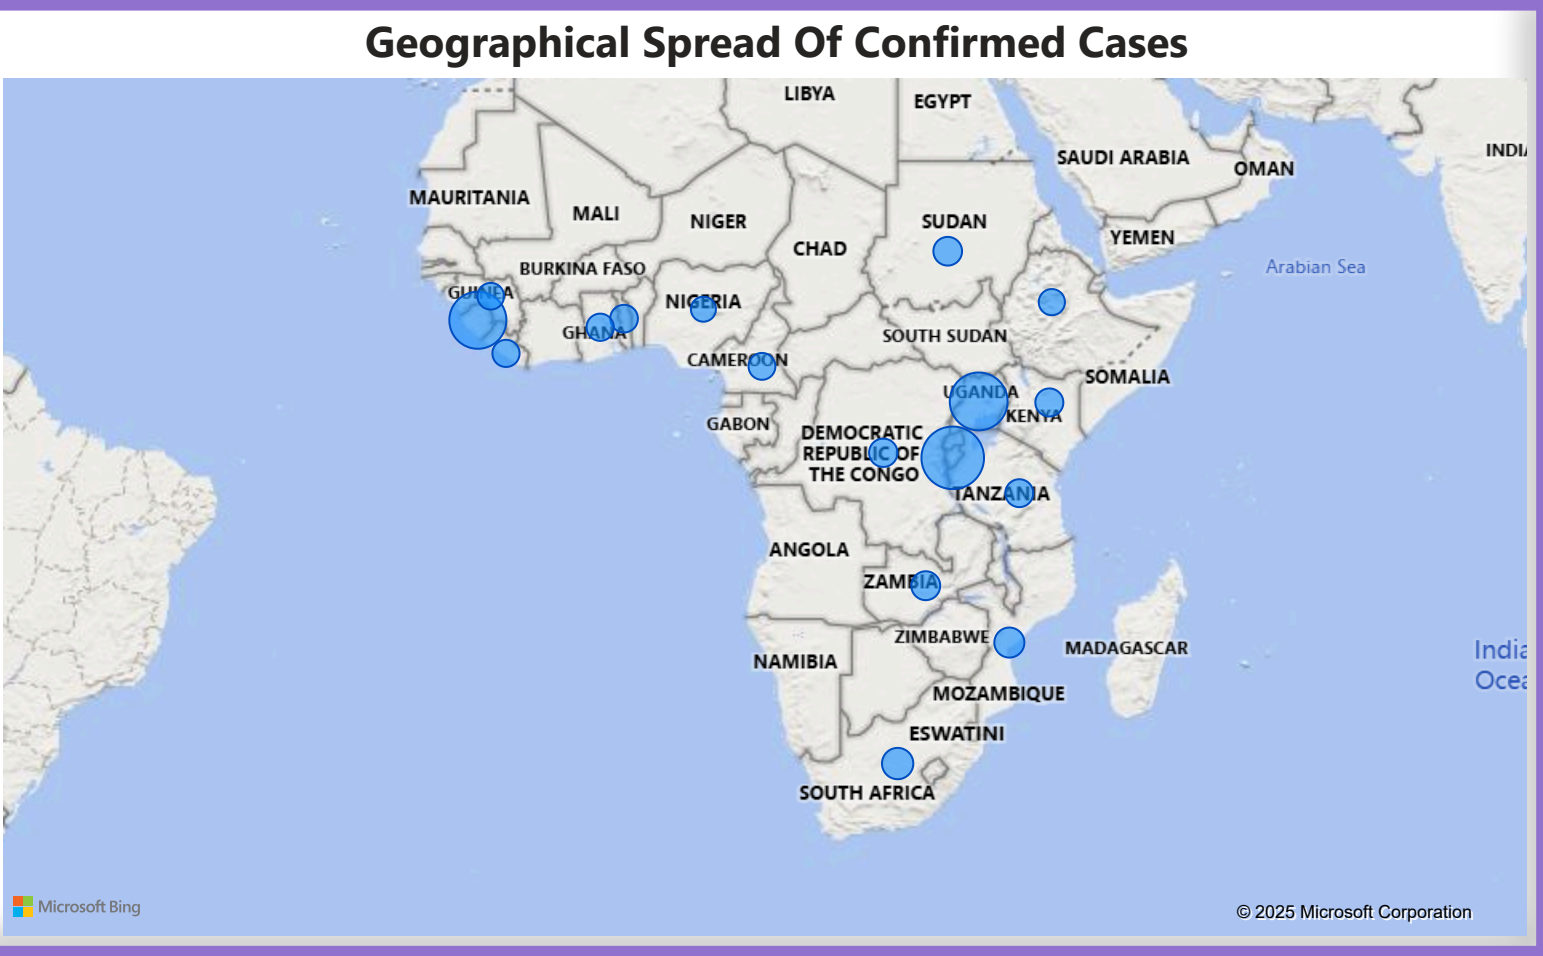 Geographical Spread Of Confirmed Cases
LIBYA
EGYPT
INDIA
SAUDI ARABIA
OMAN
MAURITANIA
MALI
NIGER
SUDAN
YEMEN
CHAD
BURKINA FASO
Arabian Sea
GUINEA
NIGERIA
GHANA
SOUTH SUDAN
CAMEROON
SOMALIA
UGANDA
KENYA
GABON
DEMOCRATIC
REPUBLIC OF
THE CONGO
TANZANIA
ANGOLA
ZAMBIA
ZIMBABWE
MADAGASCAR
India
Ocea
NAMIBIA
MOZAMBIQUE
ESWATINI
SOUTH AFRICA
Microsoft Bing
© 2025 Microsoft Corporation